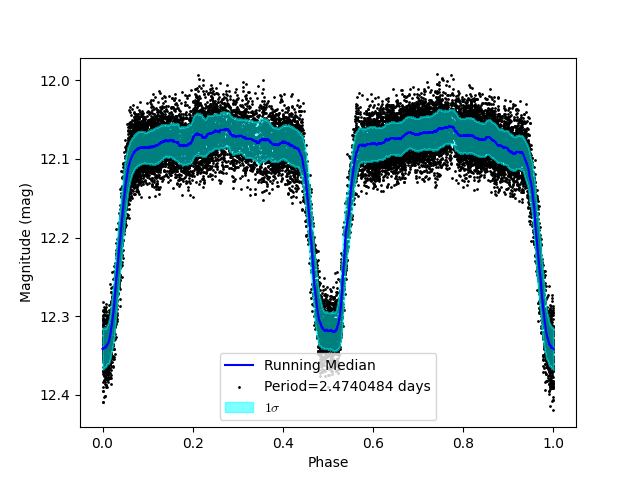 12.0
12.1
12.2
12.3
12.4
Magnitude (mag)
Running Median
Period=2.4740484 days
1σ
0.0 0.2 0.4 0.6 0.8 1.0
Phase